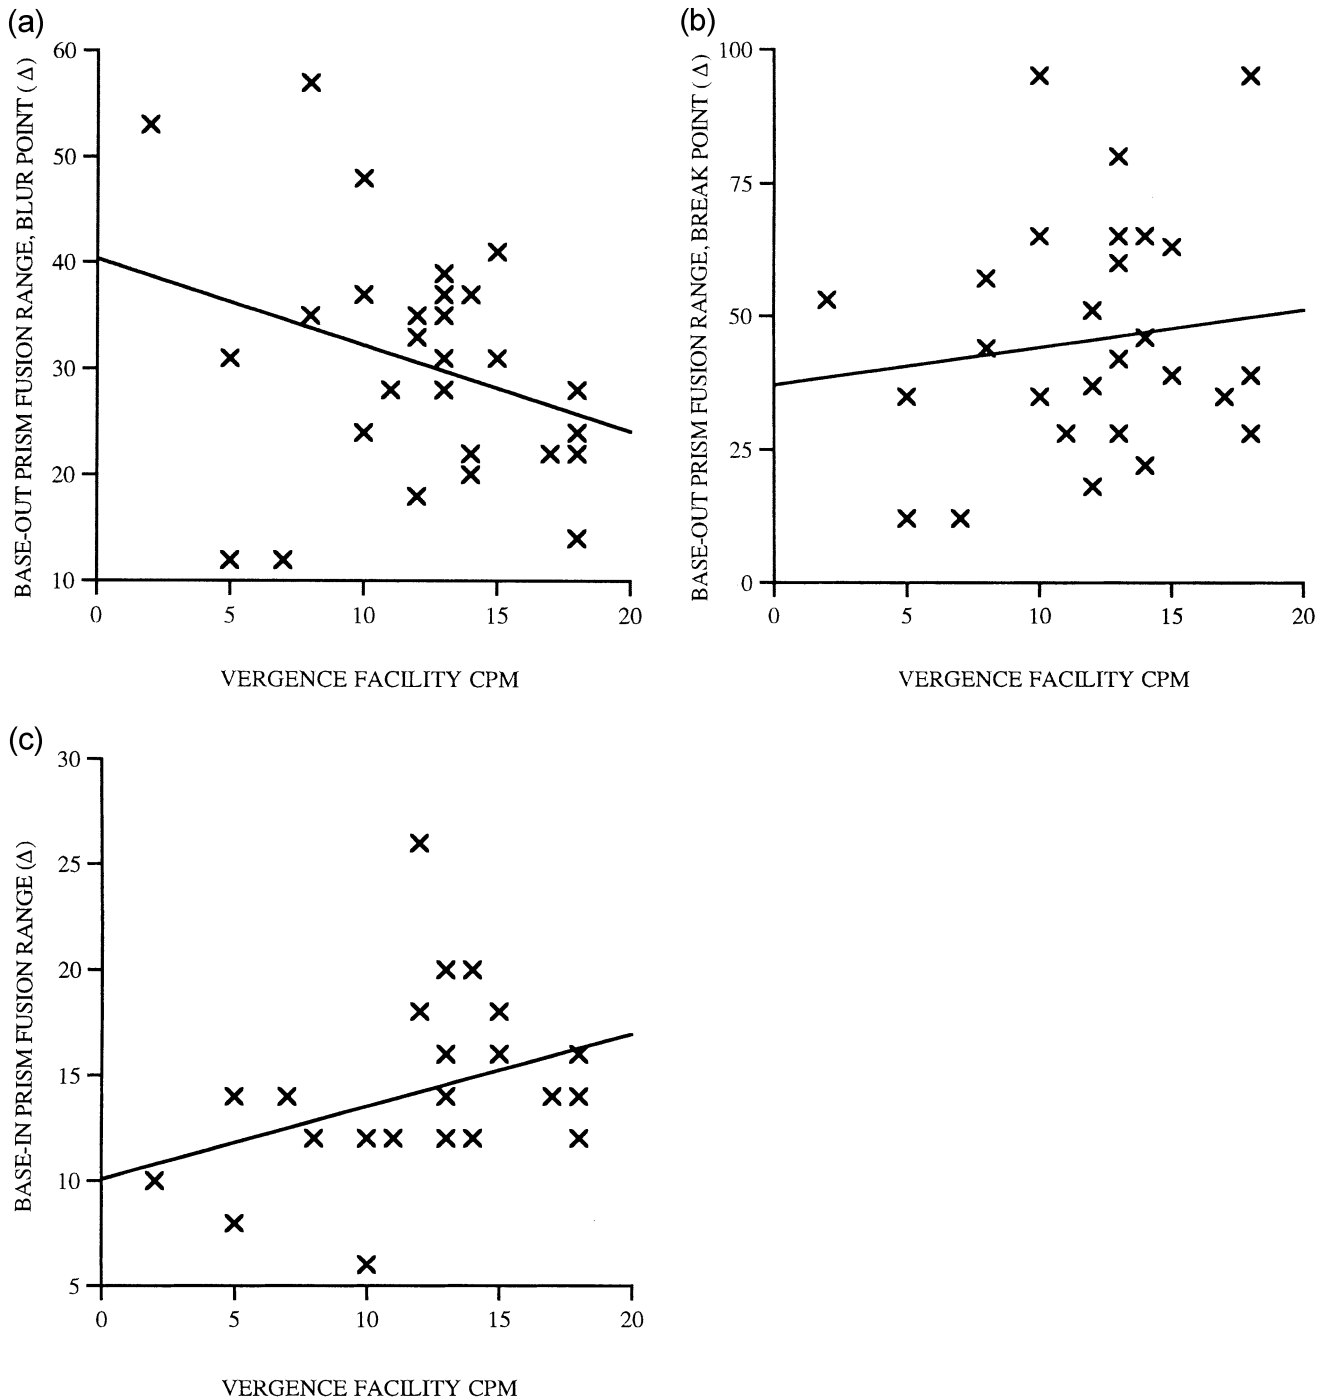 (a)
BASE-OUT PRISM FUSION RANGE, BLUR POINT (Δ)
60
50
40
30
20
10
0 5 10 15 20
VERGENCE FACILITY CPM
(b)
BASE-OUT PRISM FUSION RANGE, BREAK POINT (Δ)
100
75
50
25
0
0 5 10 15 20
VERGENCE FACILITY CPM
(c)
BASE-IN PRISM FUSION RANGE (Δ)
30
25
20
15
10
5
0 5 10 15 20
VERGENCE FACILITY CPM